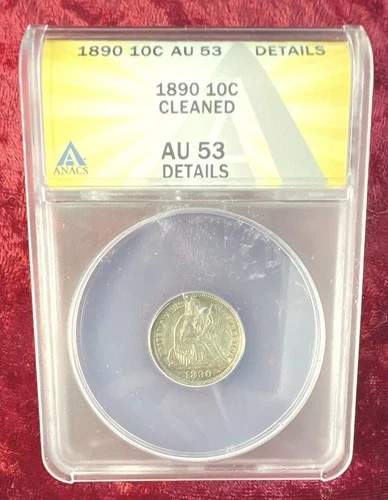 1890 10C AU 53 DETAILS
1890 10C
CLEANED
AU 53
DETAILS
ANACS
1890